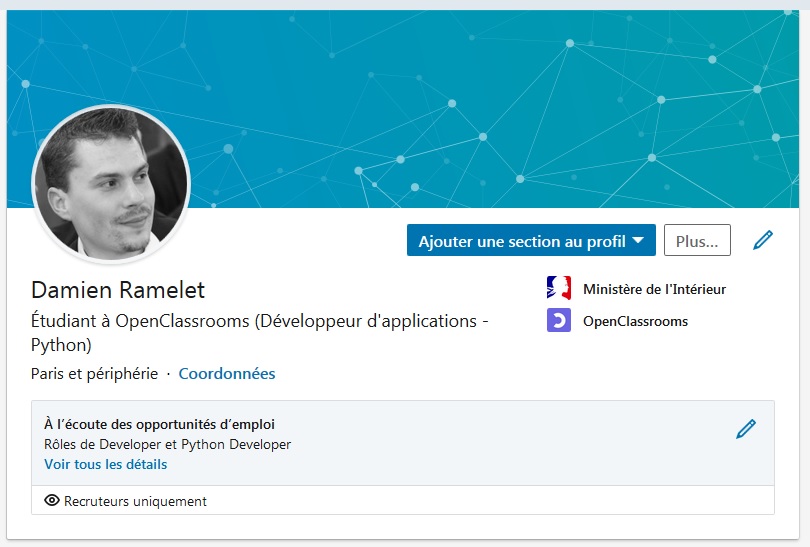 Ajouter une section au profil
Plus...
Damien Ramelet
Étudiant à OpenClassrooms (Développeur d'applications -
Python)
Paris et périphérie · Coordonnées
Ministère de l'Intérieur
OpenClassrooms
À l’écoute des opportunités d’emploi
Rôles de Developer et Python Developer
Voir tous les détails
Recruteurs uniquement